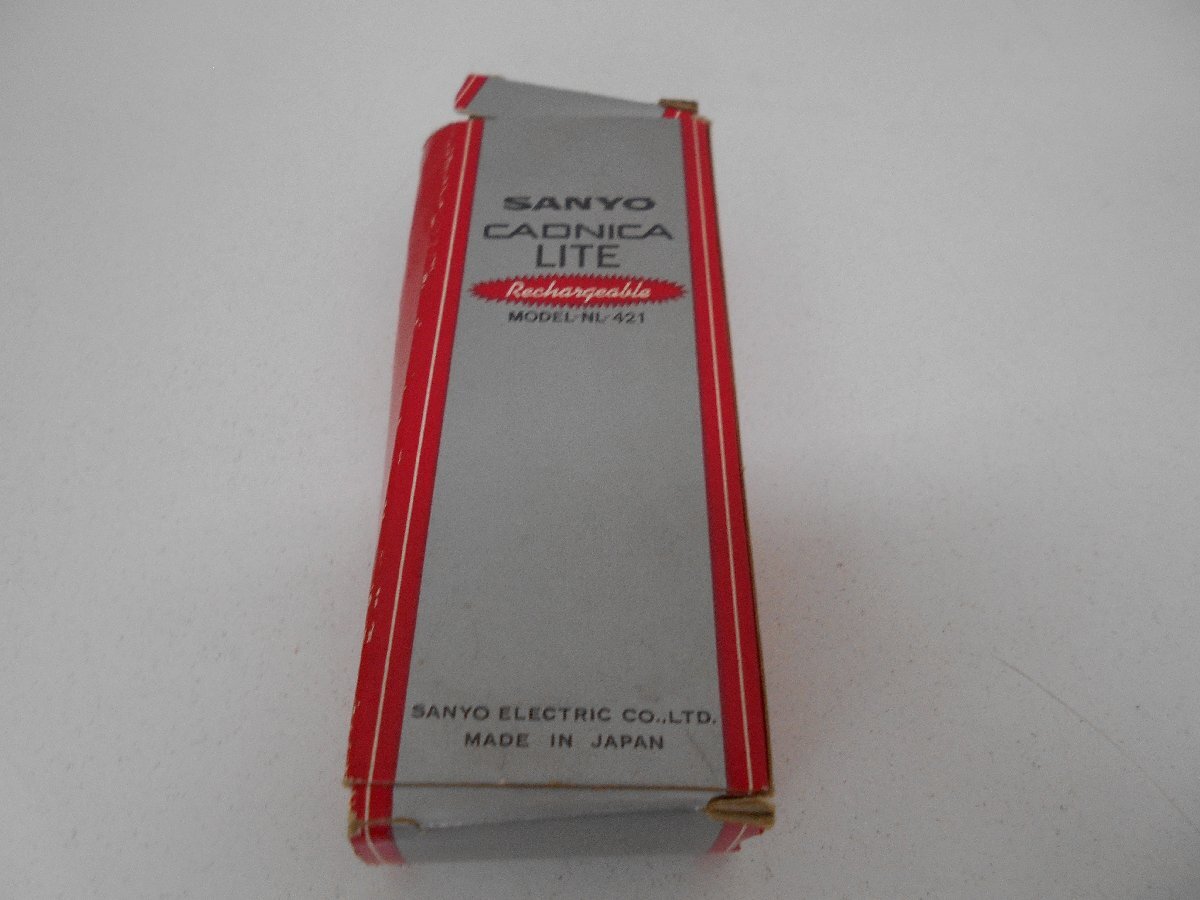 SANYO
CADNICA
LITE
Rechargeable
MODEL NL-421
SANYO ELECTRIC CO.,LTD.
MADE IN JAPAN